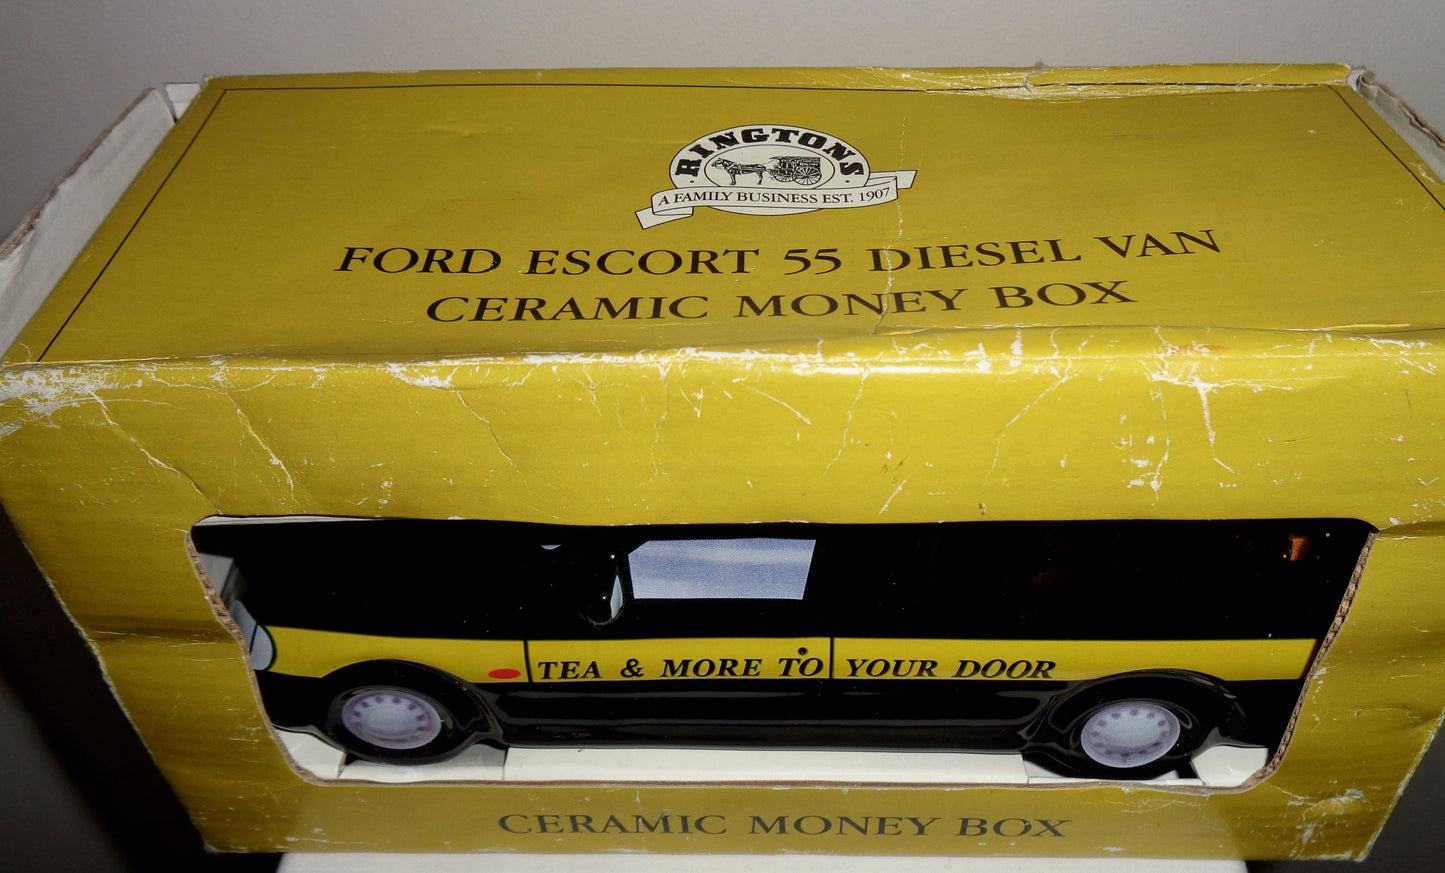 RINGTONS
A FAMILY BUSINESS EST. 1907
FORD ESCORT 55 DIESEL VAN
CERAMIC MONEY BOX
TEA & MORE TO YOUR DOOR
CERAMIC MONEY BOX